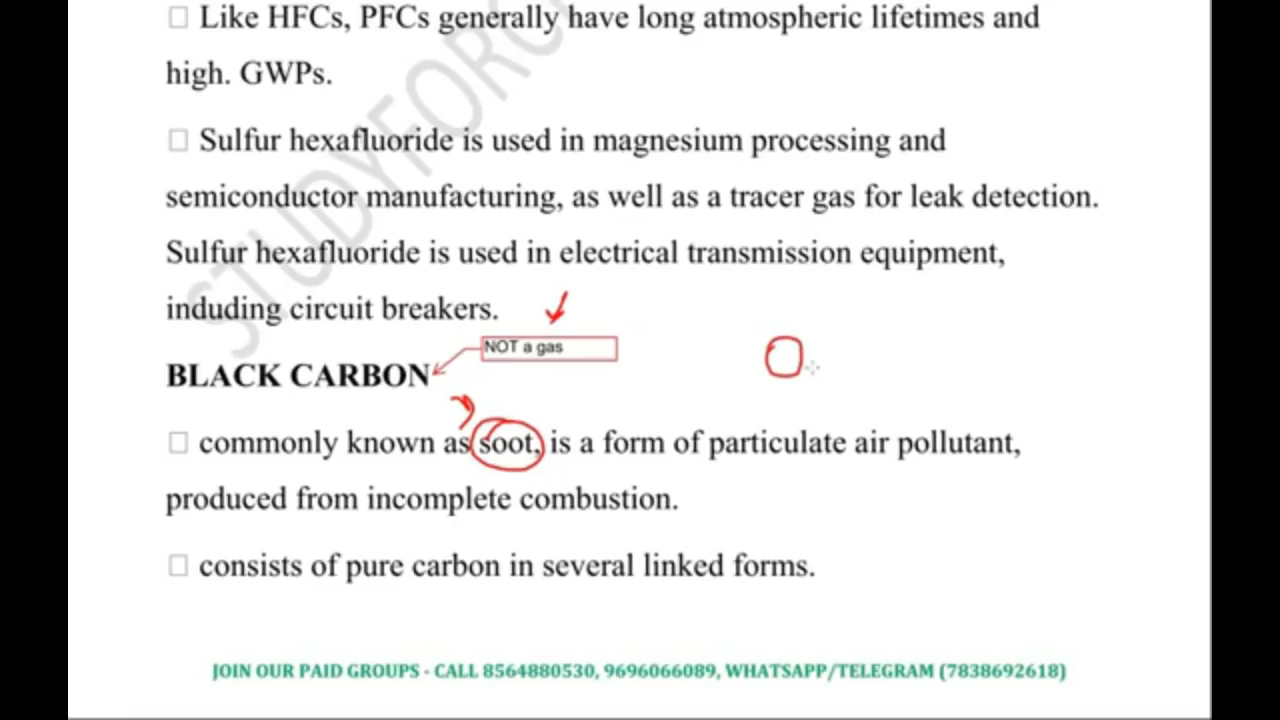 Like HFCs, PFCs generally have long atmospheric lifetimes and
high. GWPs.
Sulfur hexafluoride is used in magnesium processing and
semiconductor manufacturing, as well as a tracer gas for leak detection.
Sulfur hexafluoride is used in electrical transmission equipment,
induding circuit breakers.
NOT a gas
BLACK CARBON
commonly known as soot, is a form of particulate air pollutant,
produced from incomplete combustion.
consists of pure carbon in several linked forms.
JOIN OUR PAID GROUPS - CALL 8564880530, 9696066089, WHATSAPP/TELEGRAM (7838692618)
STUDYFORC